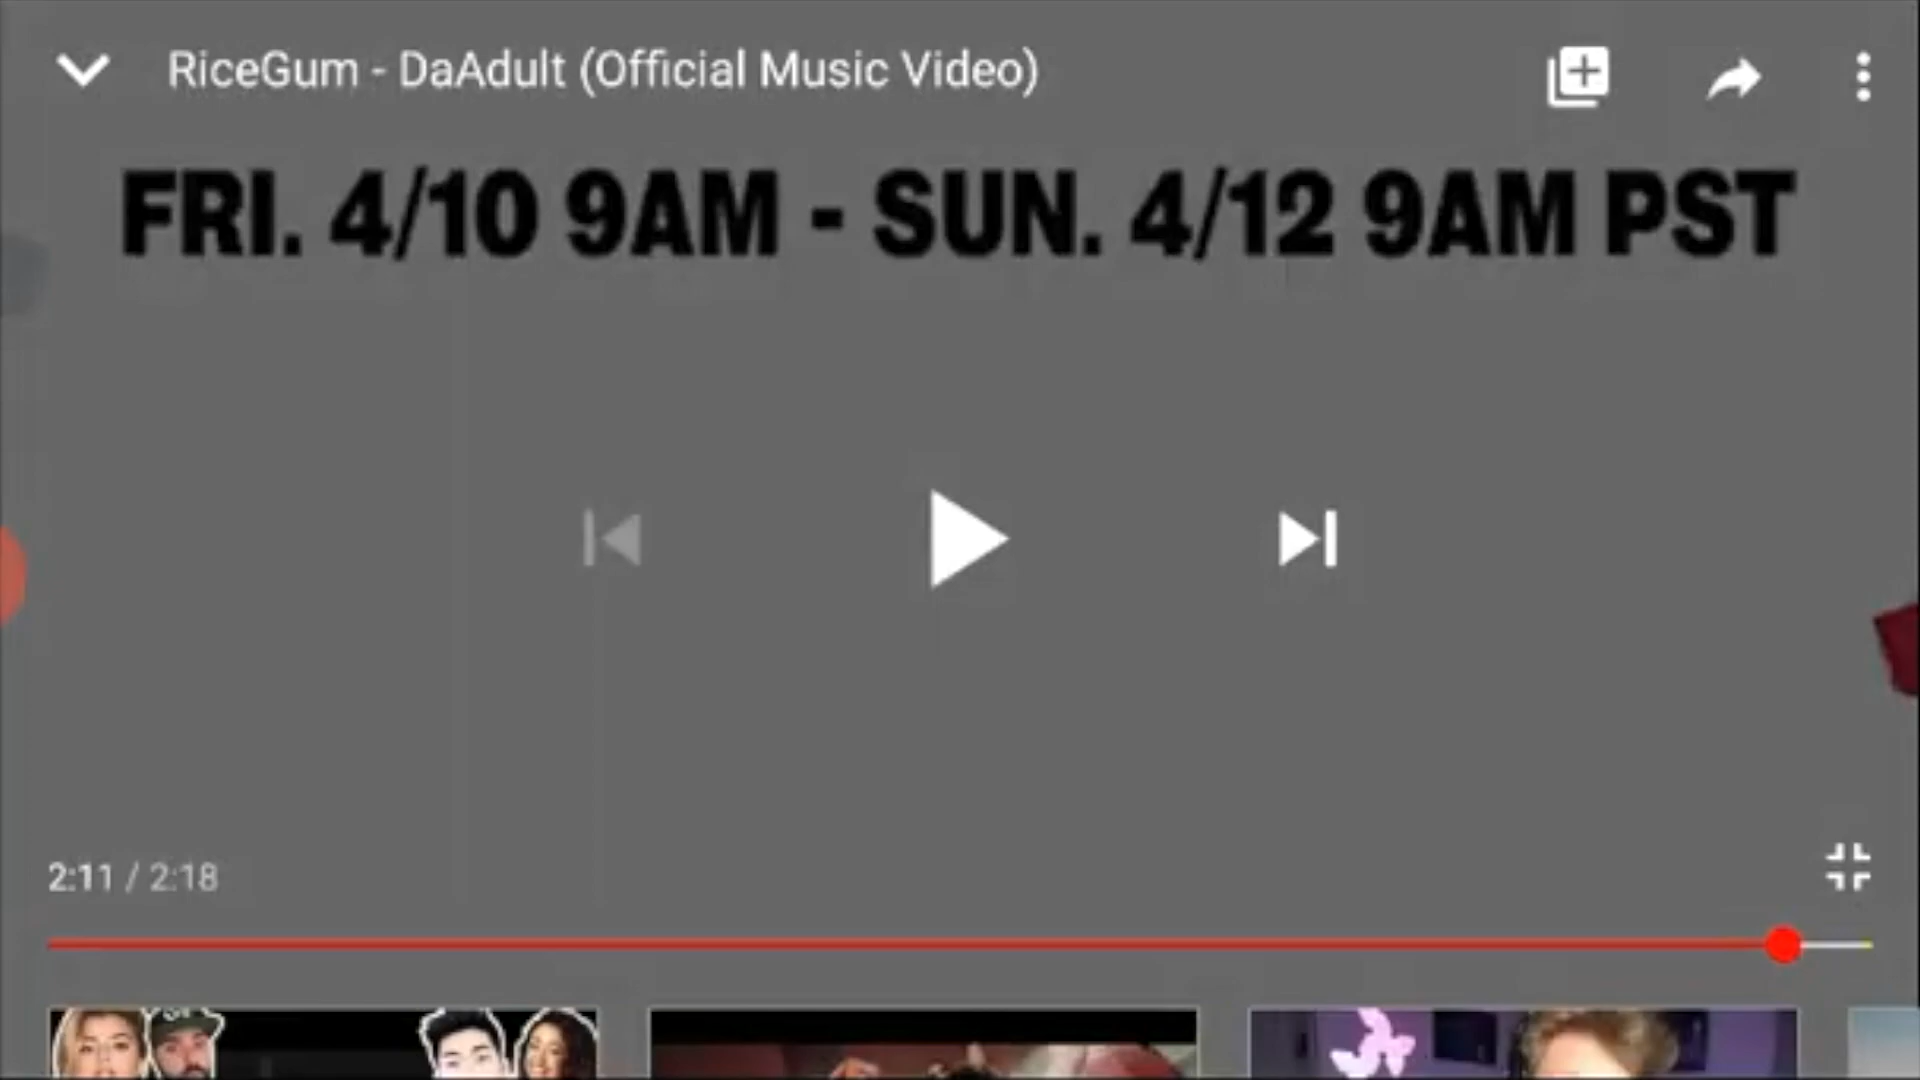 RiceGum - DaAdult (Official Music Video)
FRI. 4/10 9AM - SUN. 4/12 9AM PST
2:11 / 2:18